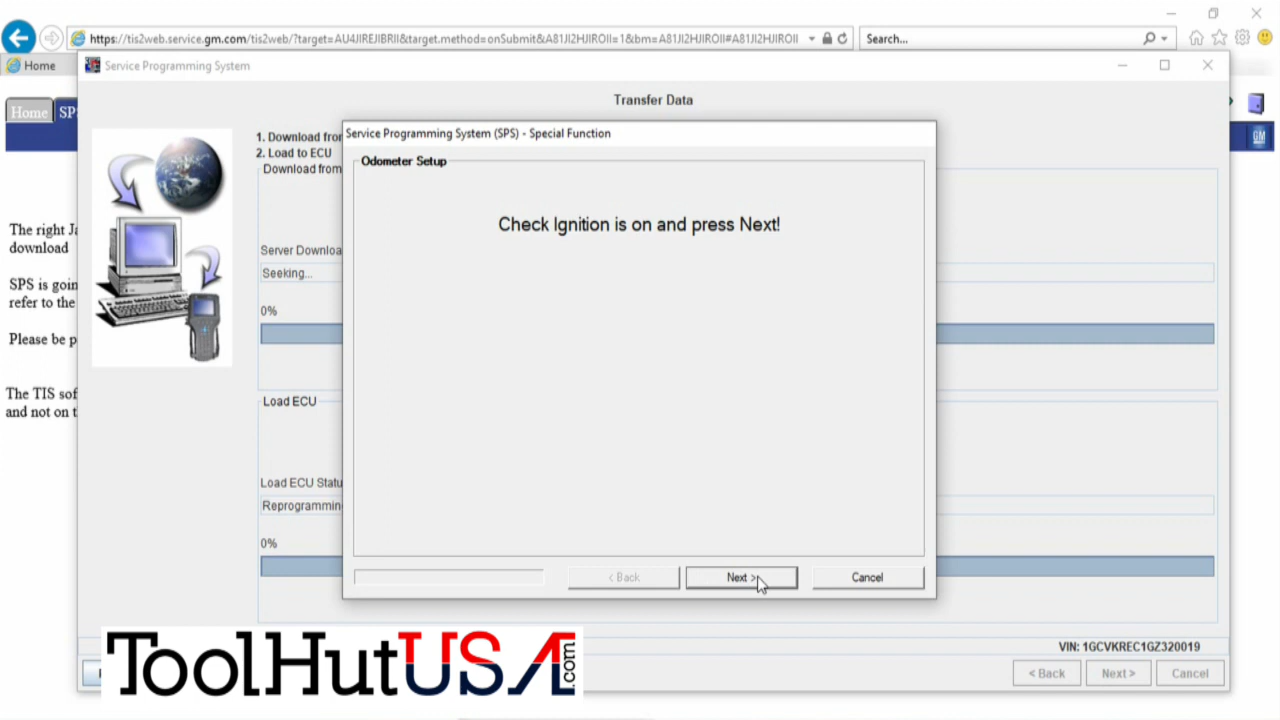 https://tis2web.service.gm.com/tis2web/?target=AU4JIREJIBRII&target.method=onSubmit&A81JI2HJIROII=1&bm=A81JI2HJIROII#A81JI2HJIROII
Search...
Home
Service Programming System
Home
SPS
GM
Transfer Data
1. Download from
2. Load to ECU
Download from
Service Programming System (SPS) - Special Function
Odometer Setup
Check Ignition is on and press Next!
The right Ja
download
SPS is goin
refer to the
Please be p
The TIS sof
and not on t
Server Downloa
Seeking...
0%
Load ECU
Load ECU Statu
Reprogramming
0%
< Back
Next >
Cancel
VIN: 1GCVKREC1GZ320019
< Back
Next >
Cancel
ToolHutUSA.com